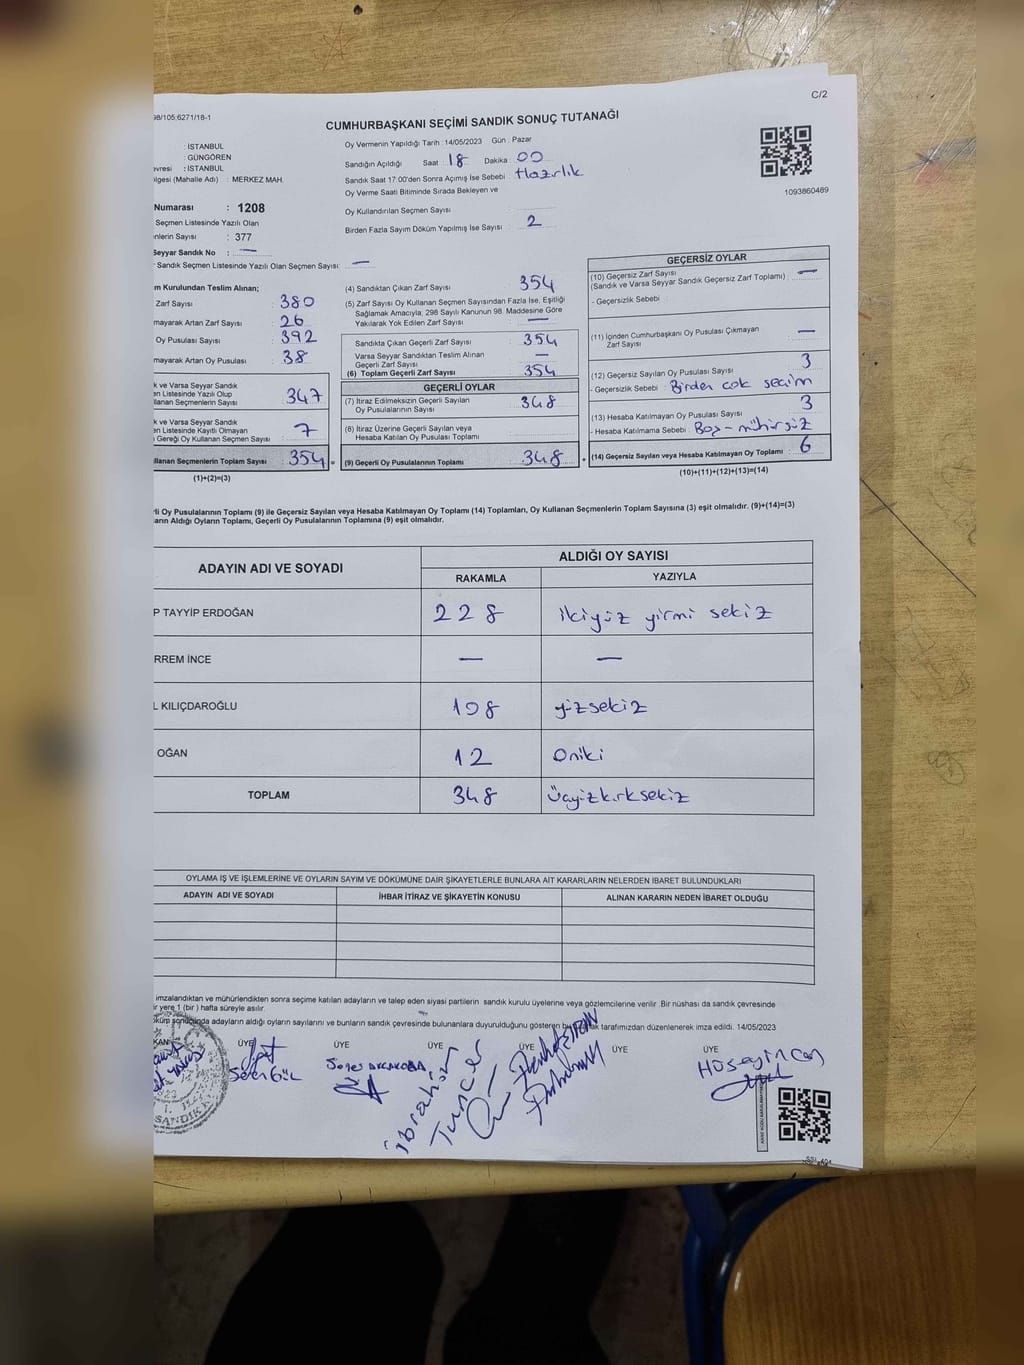 C/2
98/105;6271/18-1
CUMHURBAŞKANI SEÇİMİ SANDIK SONUÇ TUTANAĞI
Oy Vermenin Yapıldığı Tarih : 14/05/2023 Gün : Pazar
: İSTANBUL
: GÜNGÖREN
evresi : İSTANBUL
lgesi (Mahalle Adı) : MERKEZ MAH.
Sandığın Açıldığı Saat : 18 Dakika : 00
Sandık Saat 17:00'den Sonra Açımış İse Sebebi : Hazırlık
Oy Verme Saati Bitiminde Sırada Bekleyen ve
Oy Kullandırılan Seçmen Sayısı :
Birden Fazla Sayım Döküm Yapılmış İse Sayısı : 2
1093860489
Numarası : 1208
Seçmen Listesinde Yazılı Olan
nlerin Sayısı : 377
Seyyar Sandık No : —
Sandık Seçmen Listesinde Yazılı Olan Seçmen Sayısı: —
m Kurulundan Teslim Alınan;
Zarf Sayısı : 380
mayarak Artan Zarf Sayısı : 26
Oy Pusulası Sayısı : 392
mayarak Artan Oy Pusulası : 38
k ve Varsa Seyyar Sandık
en Listesinde Yazılı Olup
llanan Seçmenlerin Sayısı : 347
k ve Varsa Seyyar Sandık
en Listesinde Kayıtlı Olmayan
Gereği Oy Kullanan Seçmen Sayısı : 7
llanan Seçmenlerin Toplam Sayısı : 354 =
(1)+(2)=(3)
(4) Sandıktan Çıkan Zarf Sayısı : 354
(5) Zarf Sayısı Oy Kullanan Seçmen Sayısından Fazla İse, Eşitliği
Sağlamak Amacıyla; 298 Sayılı Kanunun 98. Maddesine Göre
Yakılarak Yok Edilen Zarf Sayısı : —
Sandıkta Çıkan Geçerli Zarf Sayısı : 354
Varsa Seyyar Sandıktan Teslim Alınan
Geçerli Zarf Sayısı : —
(6) Toplam Geçerli Zarf Sayısı : 354
GEÇERLİ OYLAR
(7) İtiraz Edilmeksizin Geçerli Sayılan
Oy Pusulalarının Sayısı : 348
(8) İtiraz Üzerine Geçerli Sayılan veya
Hesaba Katılan Oy Pusulası Toplamı :
(9) Geçerli Oy Pusulalarının Toplamı : 348 +
GEÇERSİZ OYLAR
(10) Geçersiz Zarf Sayısı
(Sandık ve Varsa Seyyar Sandık Geçersiz Zarf Toplamı) : —
- Geçersizlik Sebebi :
(11) İçinden Cumhurbaşkanı Oy Pusulası Çıkmayan
Zarf Sayısı : —
(12) Geçersiz Sayılan Oy Pusulası Sayısı : 3
- Geçersizlik Sebebi : Birden çok seçim
(13) Hesaba Katılmayan Oy Pusulası Sayısı : 3
- Hesaba Katılmama Sebebi : Boş - mühürsüz
(14) Geçersiz Sayılan veya Hesaba Katılmayan Oy Toplamı : 6
(10)+(11)+(12)+(13)=(14)
rli Oy Pusulalarının Toplamı (9) ile Geçersiz Sayılan veya Hesaba Katılmayan Oy Toplamı (14) Toplamları, Oy Kullanan Seçmenlerin Toplam Sayısına (3) eşit olmalıdır. (9)+(14)=(3)
arın Aldığı Oyların Toplamı, Geçerli Oy Pusulalarının Toplamına (9) eşit olmalıdır.
ADAYIN ADI VE SOYADI ALDIĞI OY SAYISI
RAKAMLA YAZIYLA
P TAYYİP ERDOĞAN 228 ikiyüz yirmi sekiz
RREM İNCE — —
L KILIÇDAROĞLU 108 yüzsekiz
OĞAN 12 Oniki
TOPLAM 348 Üçyüzkırksekiz
OYLAMA İŞ VE İŞLEMLERİNE VE OYLARIN SAYIM VE DÖKÜMÜNE DAİR ŞİKAYETLERLE BUNLARA AİT KARARLARIN NELERDEN İBARET BULUNDUKLARI
ADAYIN ADI VE SOYADI İHBAR İTİRAZ VE ŞİKAYETİN KONUSU ALINAN KARARIN NEDEN İBARET OLDUĞU
imzalandıktan ve mühürlendikten sonra seçime katılan adayların ve talep eden siyasi partilerin sandık kurulu üyelerine veya gözlemcilerine verilir. Bir nüshası da sandık çevresinde
ir yere 1 (bir) hafta süreyle asılır.
küm sonucunda adayların aldığı oyların sayılarını ve bunların sandık çevresinde bulunanlara duyurulduğunu gösteren tarafımızdan düzenlenerek imza edildi. 14/05/2023
KAN ÜYE ÜYE ÜYE ÜYE ÜYE ÜYE
İbrahim
Tuncer
Hüseyin Can
SANDIK